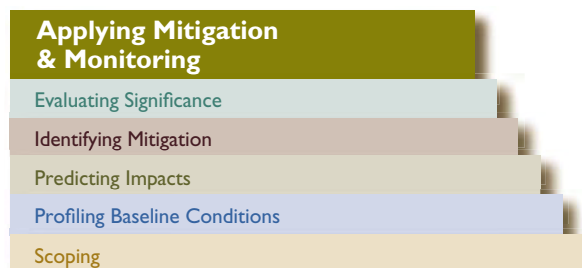 Applying Mitigation
& Monitoring
Evaluating Significance
Identifying Mitigation
Predicting Impacts
Profiling Baseline Conditions
Scoping